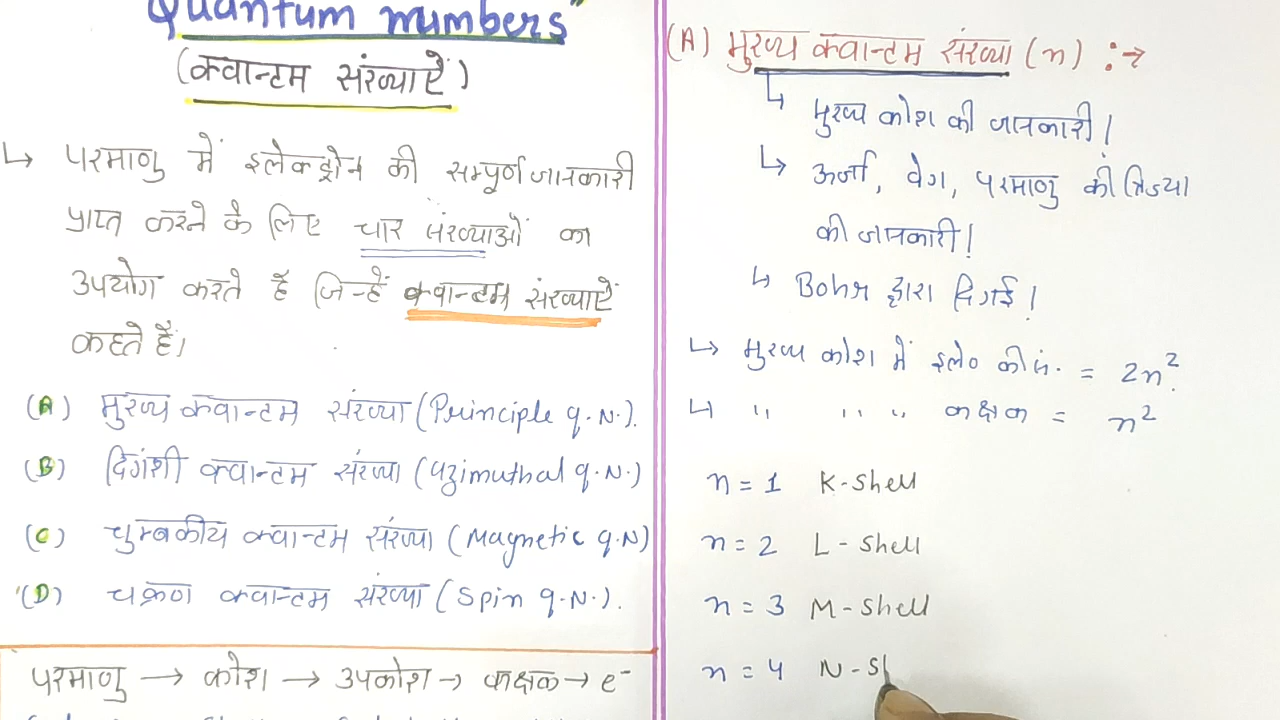 "Quantum numbers"
(क्वान्टम संख्याऐं)
↳ परमाणु में इलेक्ट्रोन की सम्पूर्ण जानकारी
प्राप्त करने के लिए चार संख्याओं का
उपयोग करते हैं जिन्हें क्वान्टम संख्याऐं
कहते हैं।
(A) मुख्य क्वान्टम संख्या (Principle q.N.).
(B) दिगंशी क्वान्टम संख्या (Azimuthal q.N.)
(C) चुम्बकीय क्वान्टम संख्या (Magnetic q.N)
(D) चक्रण क्वान्टम संख्या (Spin q.N.).
परमाणु → कोश → उपकोश → कक्षक → e⁻
(A) मुख्य क्वान्टम संख्या (n) :→
↳ मुख्य कोश की जानकारी!
↳ ऊर्जा, वेग, परमाणु की त्रिज्या
की जानकारी!
↳ Bohr द्वारा दि गई!
↳ मुख्य कोश में इले० की सं. = 2n².
↳ " " " कक्षक = n²
n = 1 K-Shell
n = 2 L-Shell
n = 3 M-Shell
n = 4 N-Sh